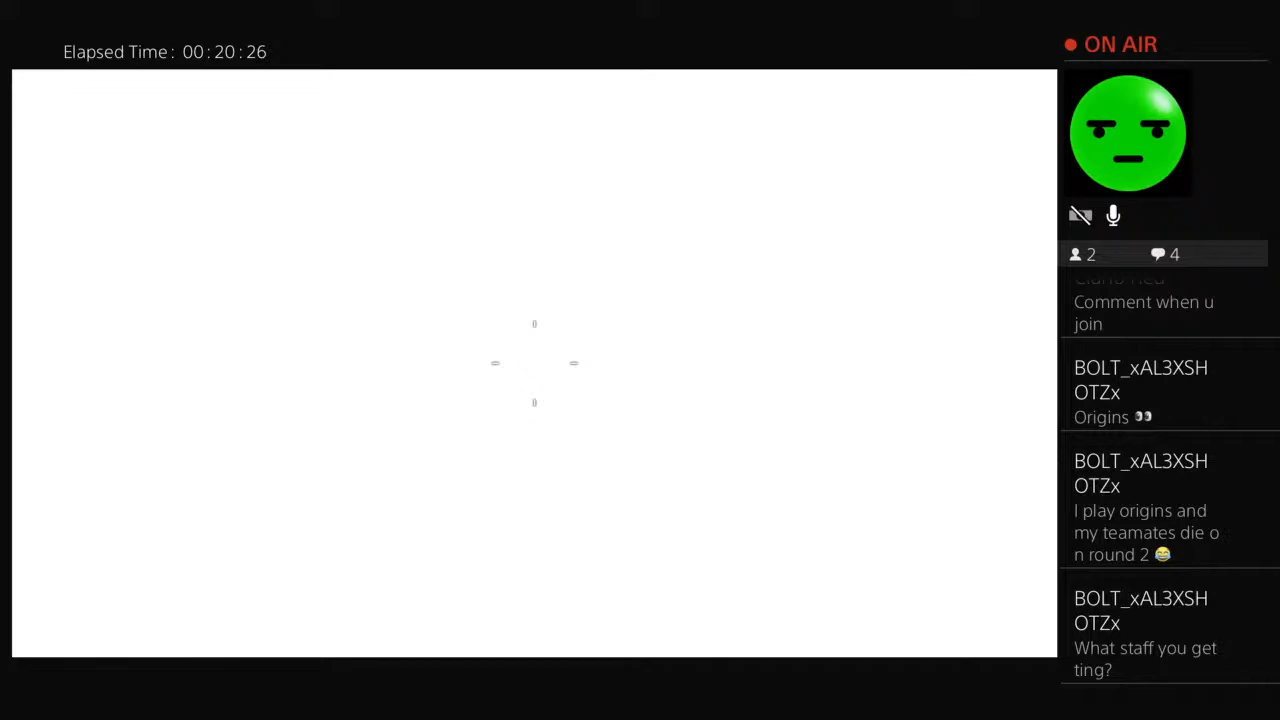 Elapsed Time: 00:20:26
ON AIR
2 4
Comment when u
join
BOLT_xAL3XSH
OTZx
Origins 👀
BOLT_xAL3XSH
OTZx
I play origins and
my teamates die o
n round 2 😂
BOLT_xAL3XSH
OTZx
What staff you get
ting?